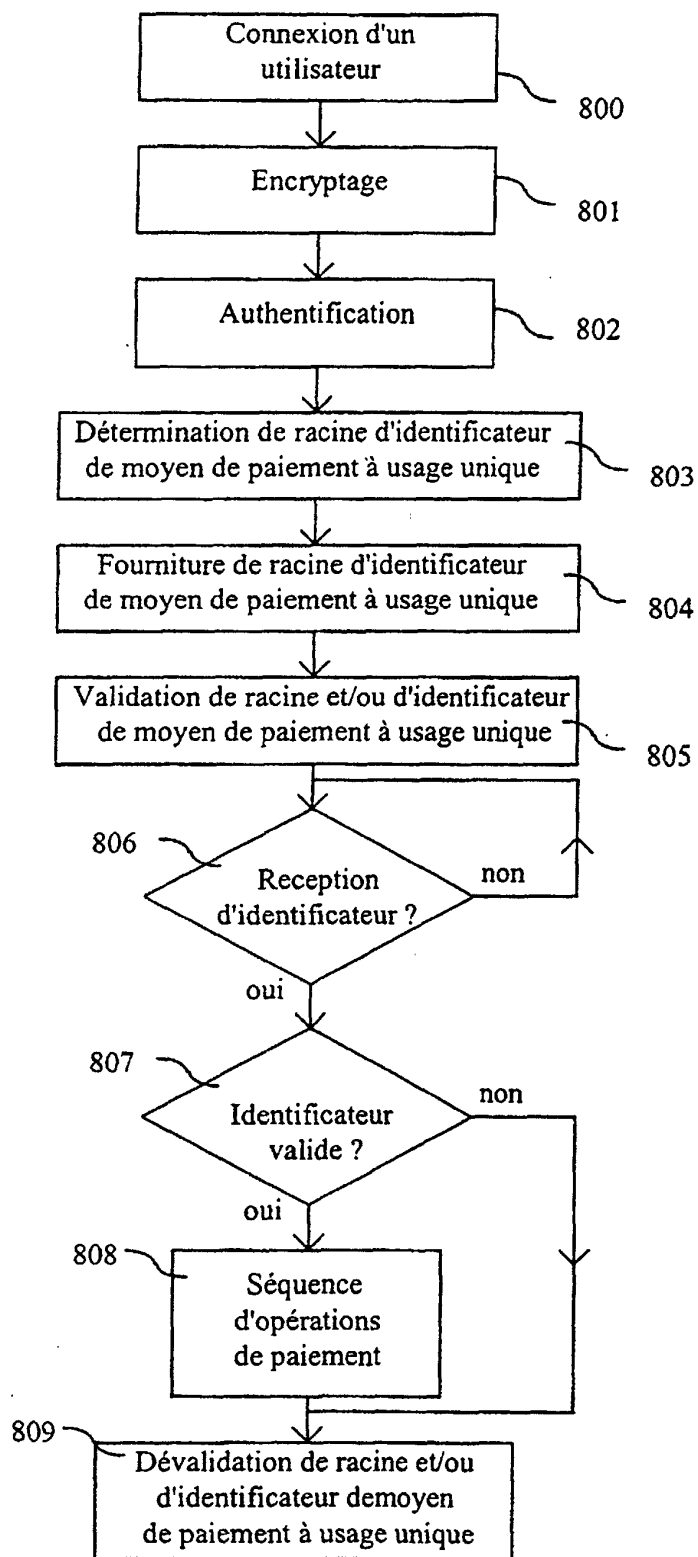 Connexion d'un
utilisateur
800
Encryptage
801
Authentification
802
Détermination de racine d'identificateur
de moyen de paiement à usage unique
803
Fourniture de racine d'identificateur
de moyen de paiement à usage unique
804
Validation de racine et/ou d'identificateur
de moyen de paiement à usage unique
805
806
Reception
d'identificateur ?
non
oui
807
Identificateur
valide ?
non
oui
808
Séquence
d'opérations
de paiement
809
Dévalidation de racine et/ou
d'identificateur demoyen
de paiement à usage unique